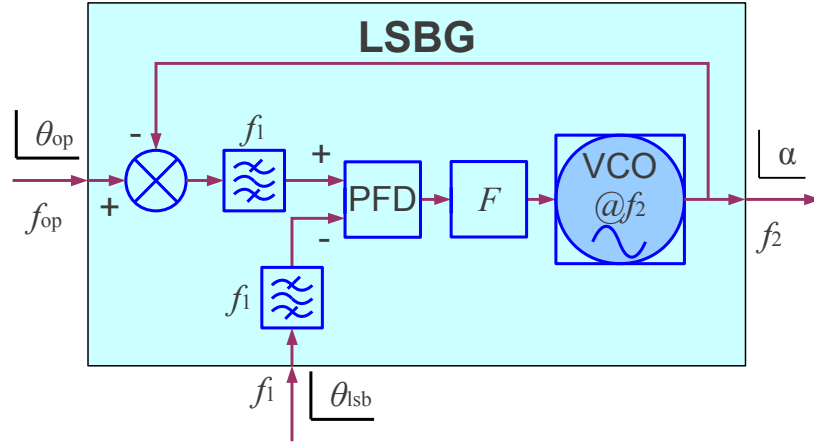 LSBG
θop
-
f1
+
α
+
fop
PFD
F
VCO
@f2
f2
-
f1
f1
θlsb